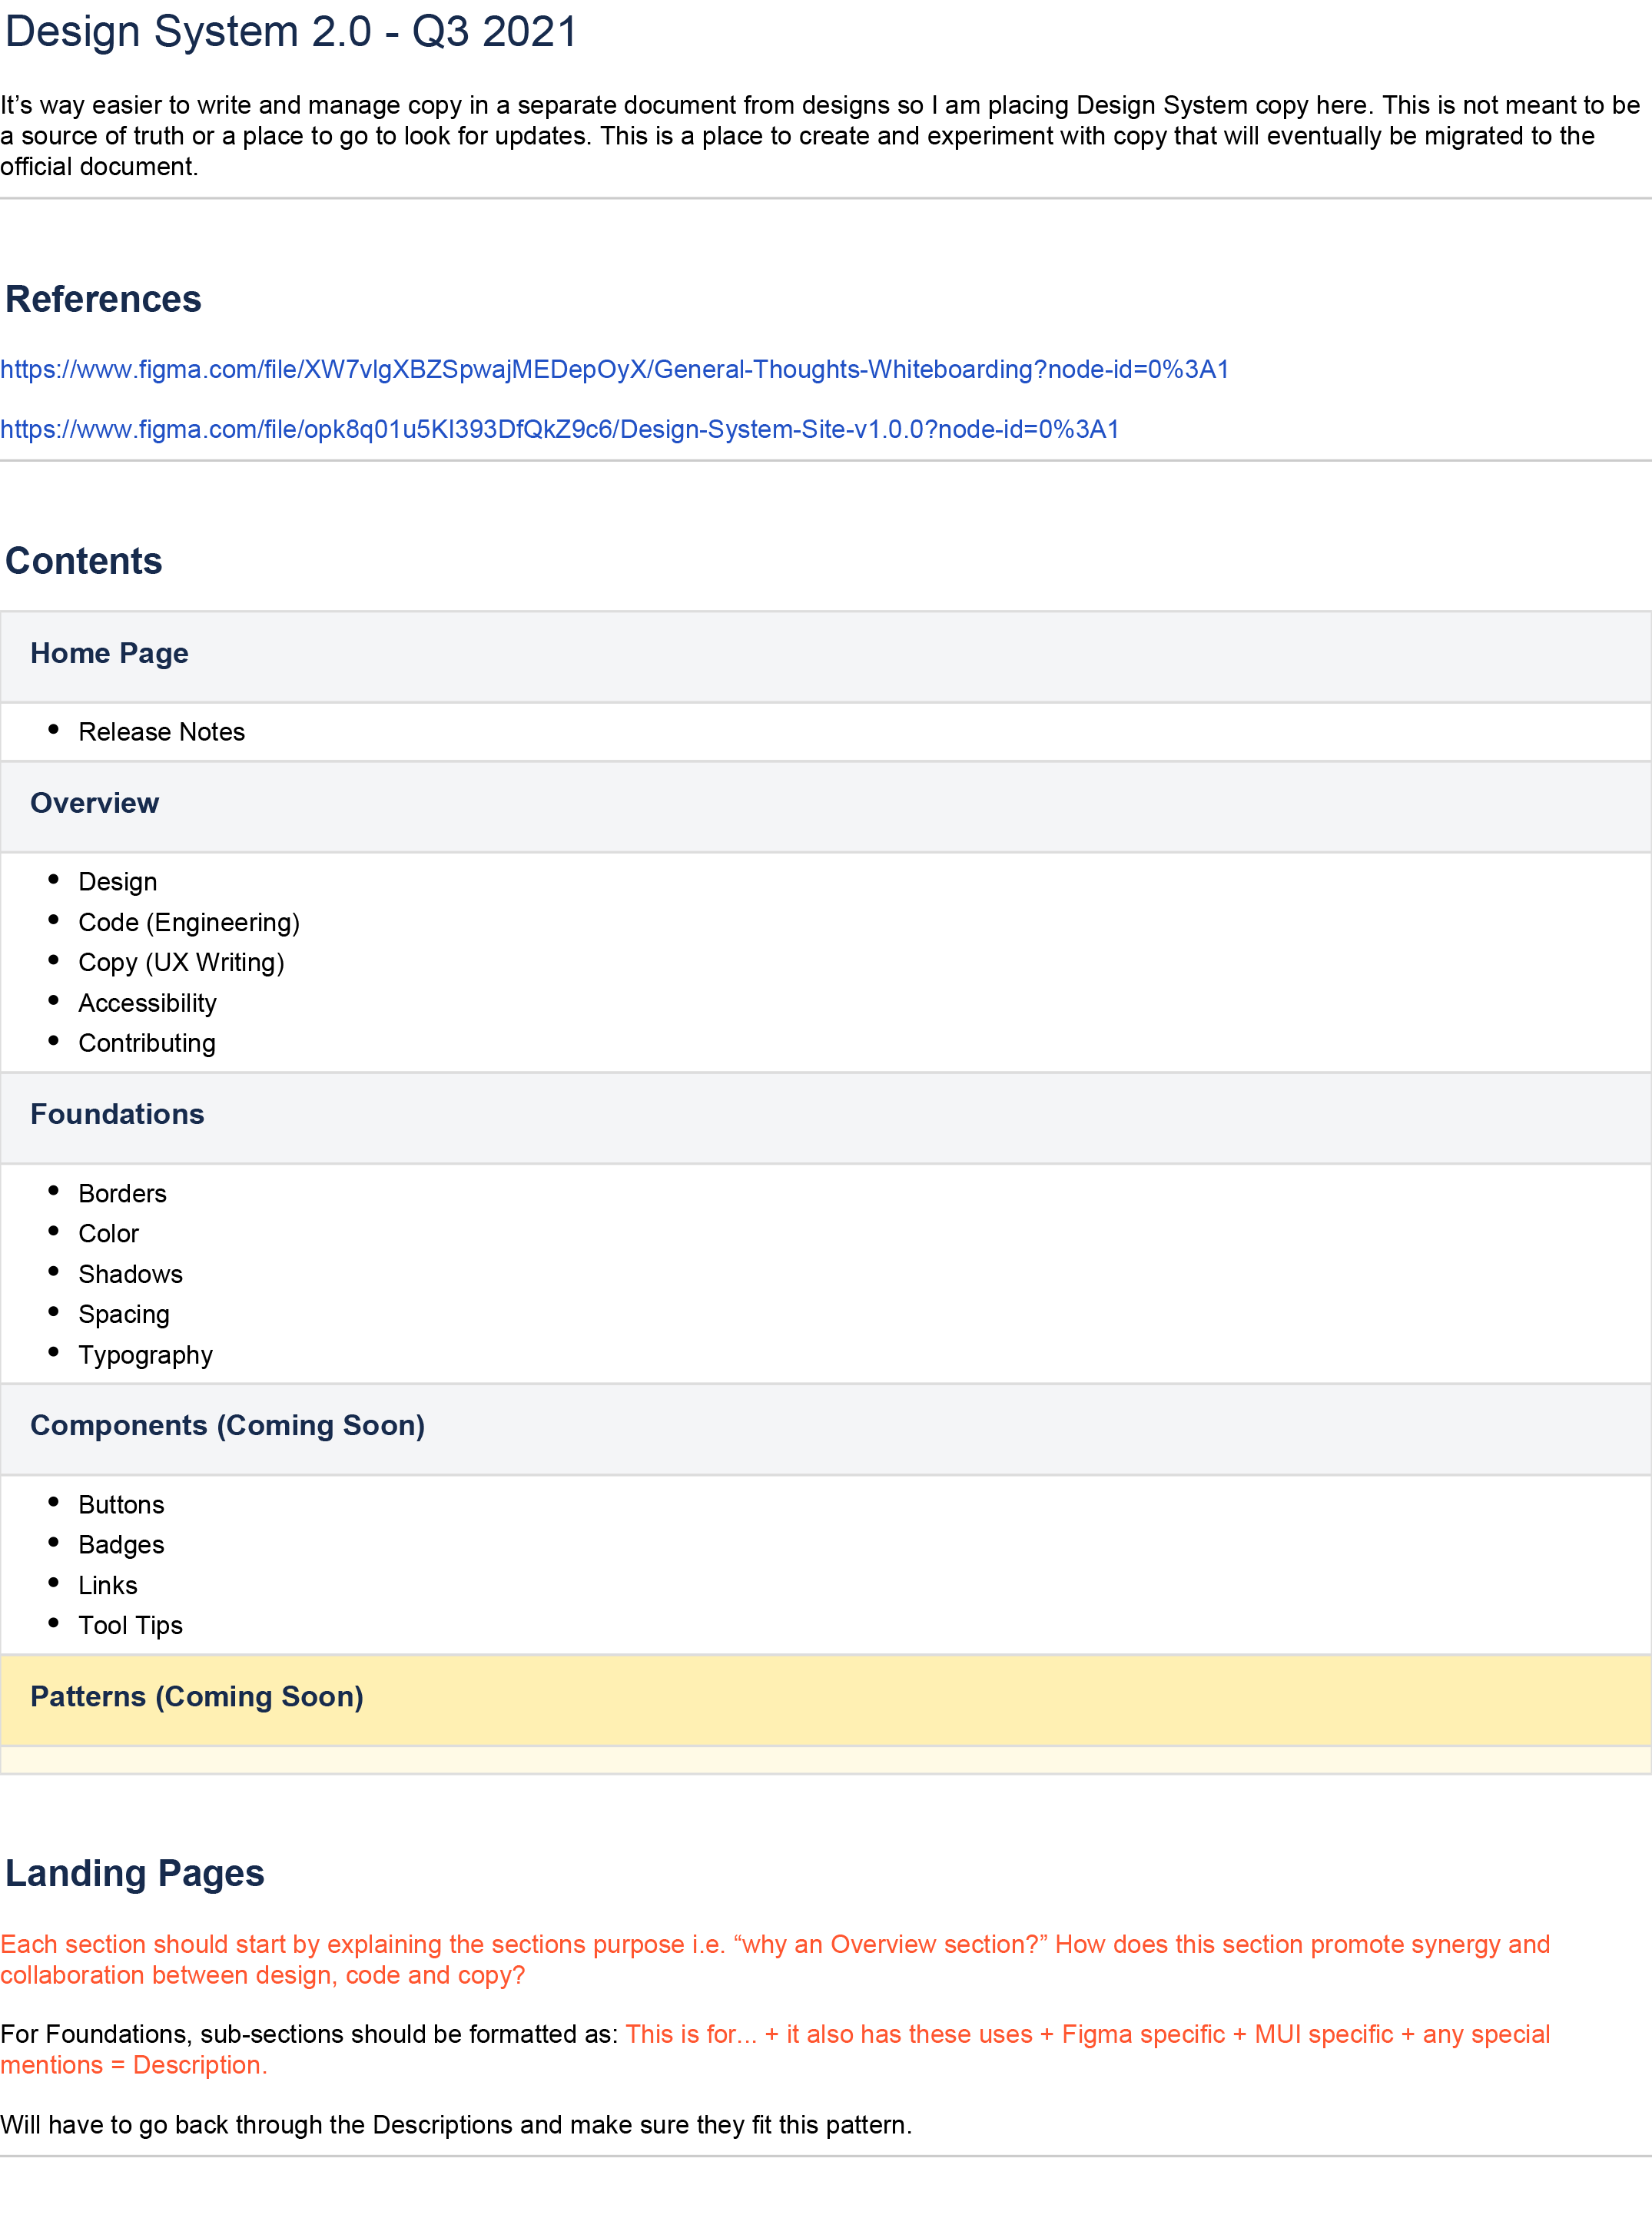 Design System 2.0 - Q3 2021
It’s way easier to write and manage copy in a separate document from designs so I am placing Design System copy here. This is not meant to be
a source of truth or a place to go to look for updates. This is a place to create and experiment with copy that will eventually be migrated to the
official document.
References
https://www.figma.com/file/XW7vlgXBZSpwajMEDepOyX/General-Thoughts-Whiteboarding?node-id=0%3A1
https://www.figma.com/file/opk8q01u5KI393DfQkZ9c6/Design-System-Site-v1.0.0?node-id=0%3A1
Contents
Home Page
• Release Notes
Overview
• Design
• Code (Engineering)
• Copy (UX Writing)
• Accessibility
• Contributing
Foundations
• Borders
• Color
• Shadows
• Spacing
• Typography
Components (Coming Soon)
• Buttons
• Badges
• Links
• Tool Tips
Patterns (Coming Soon)
Landing Pages
Each section should start by explaining the sections purpose i.e. “why an Overview section?” How does this section promote synergy and
collaboration between design, code and copy?
For Foundations, sub-sections should be formatted as: This is for... + it also has these uses + Figma specific + MUI specific + any special
mentions = Description.
Will have to go back through the Descriptions and make sure they fit this pattern.